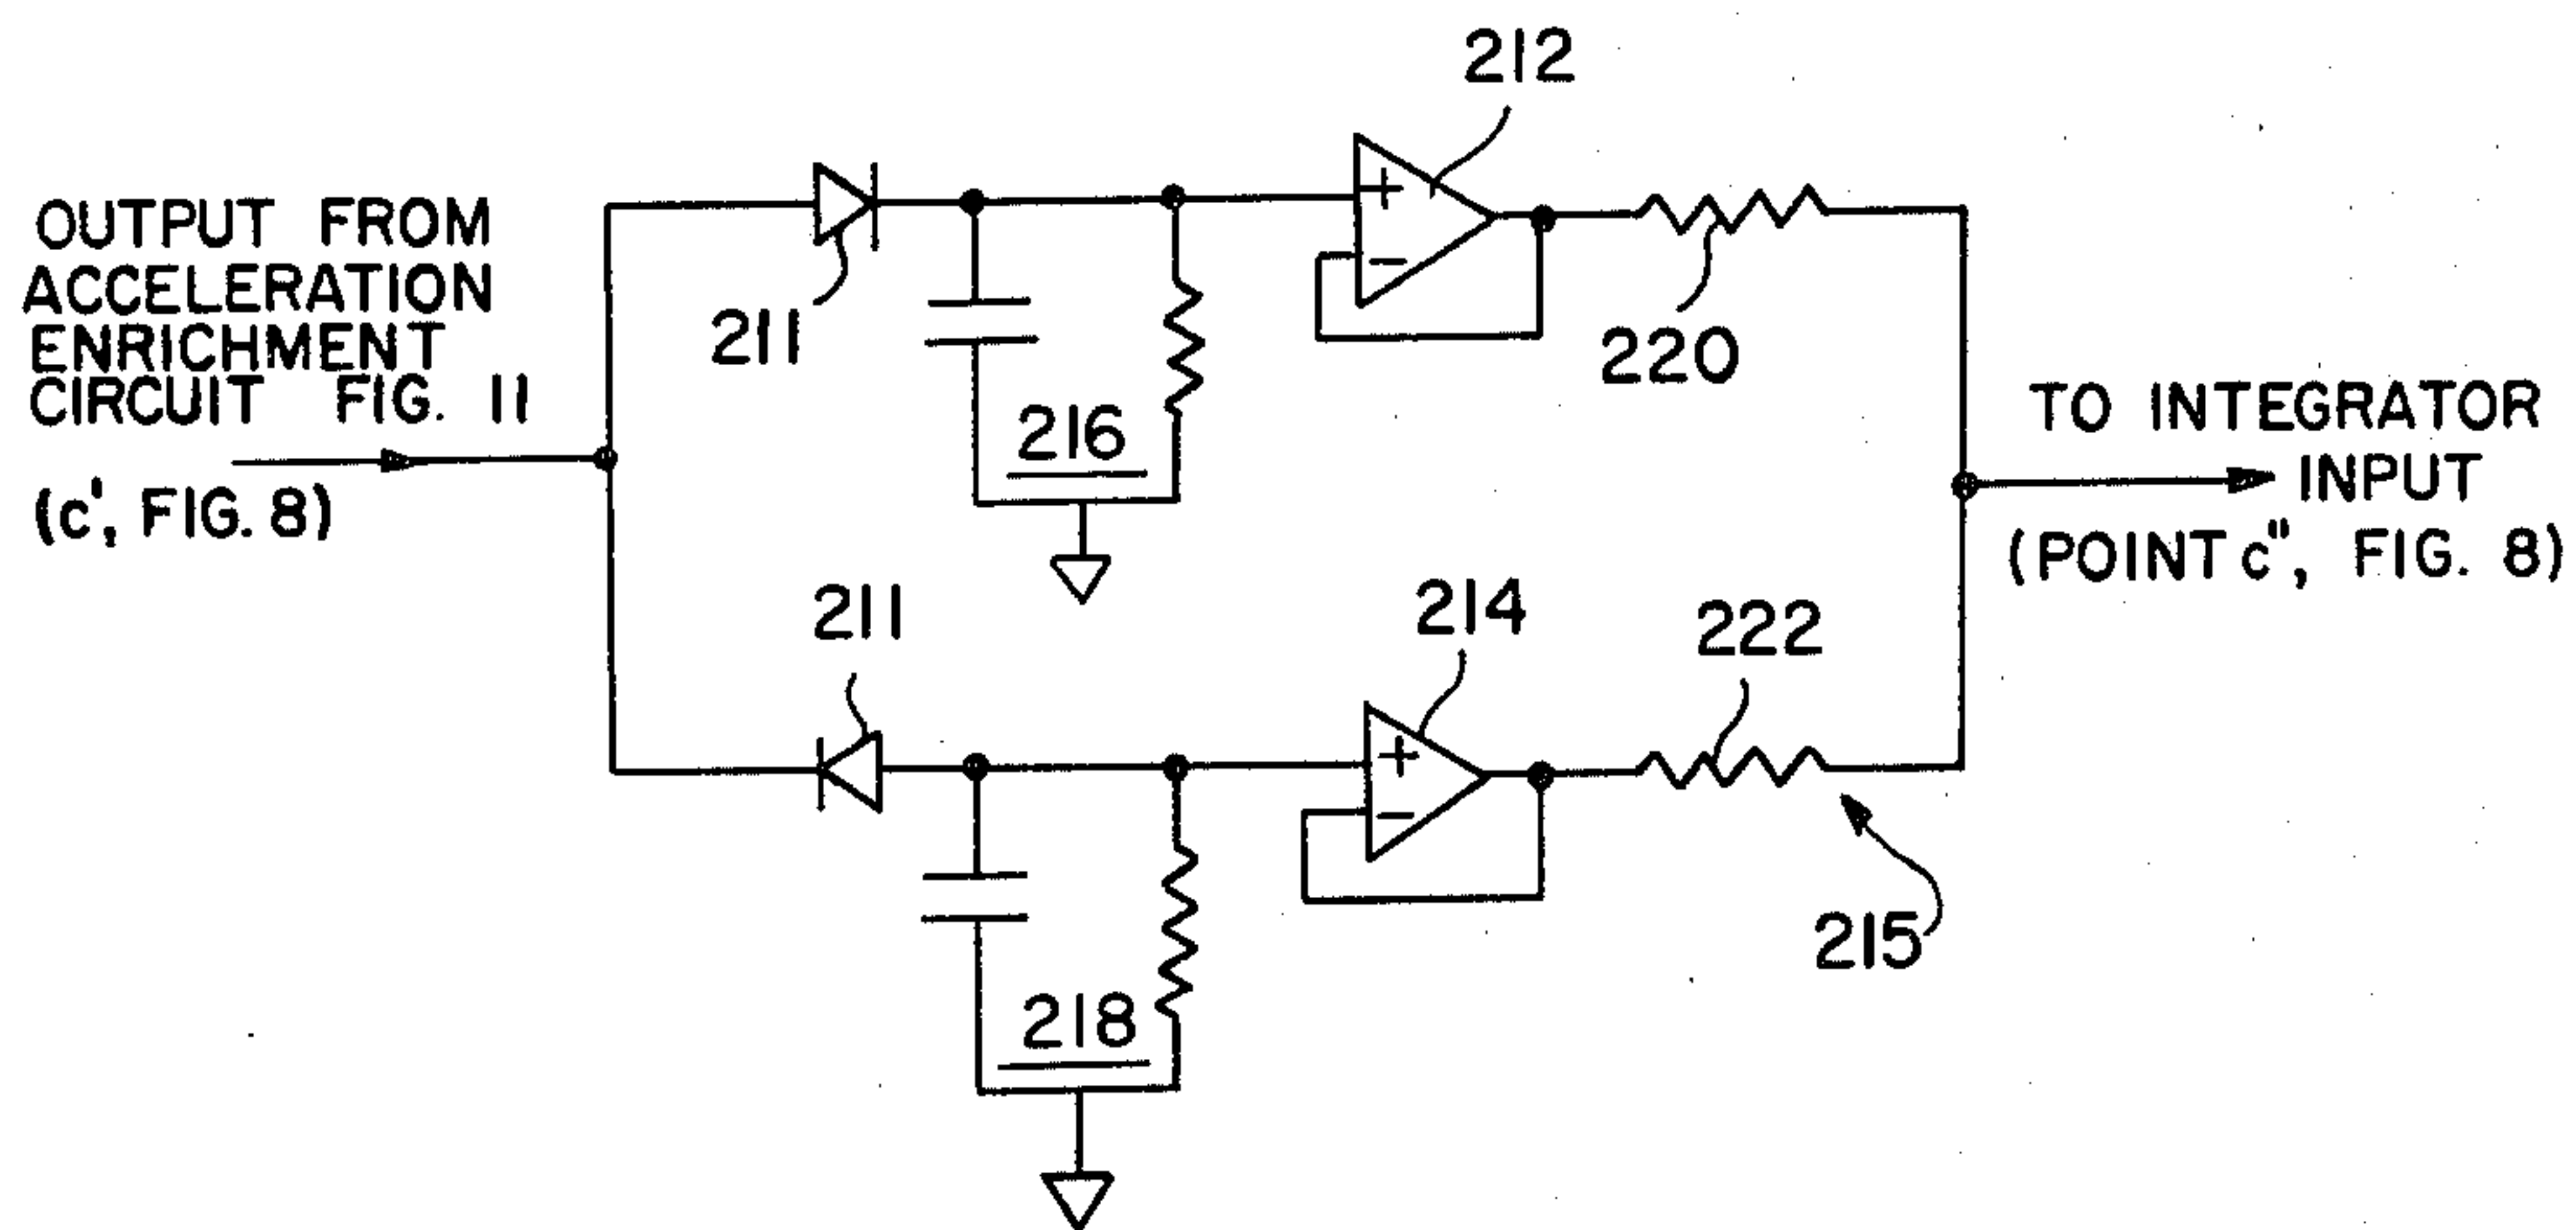 212
OUTPUT FROM
ACCELERATION
ENRICHMENT
CIRCUIT FIG. 11
(c', FIG. 8)
211
+
−
220
216
TO INTEGRATOR
INPUT
(POINT c", FIG. 8)
211
214
222
+
−
215
218